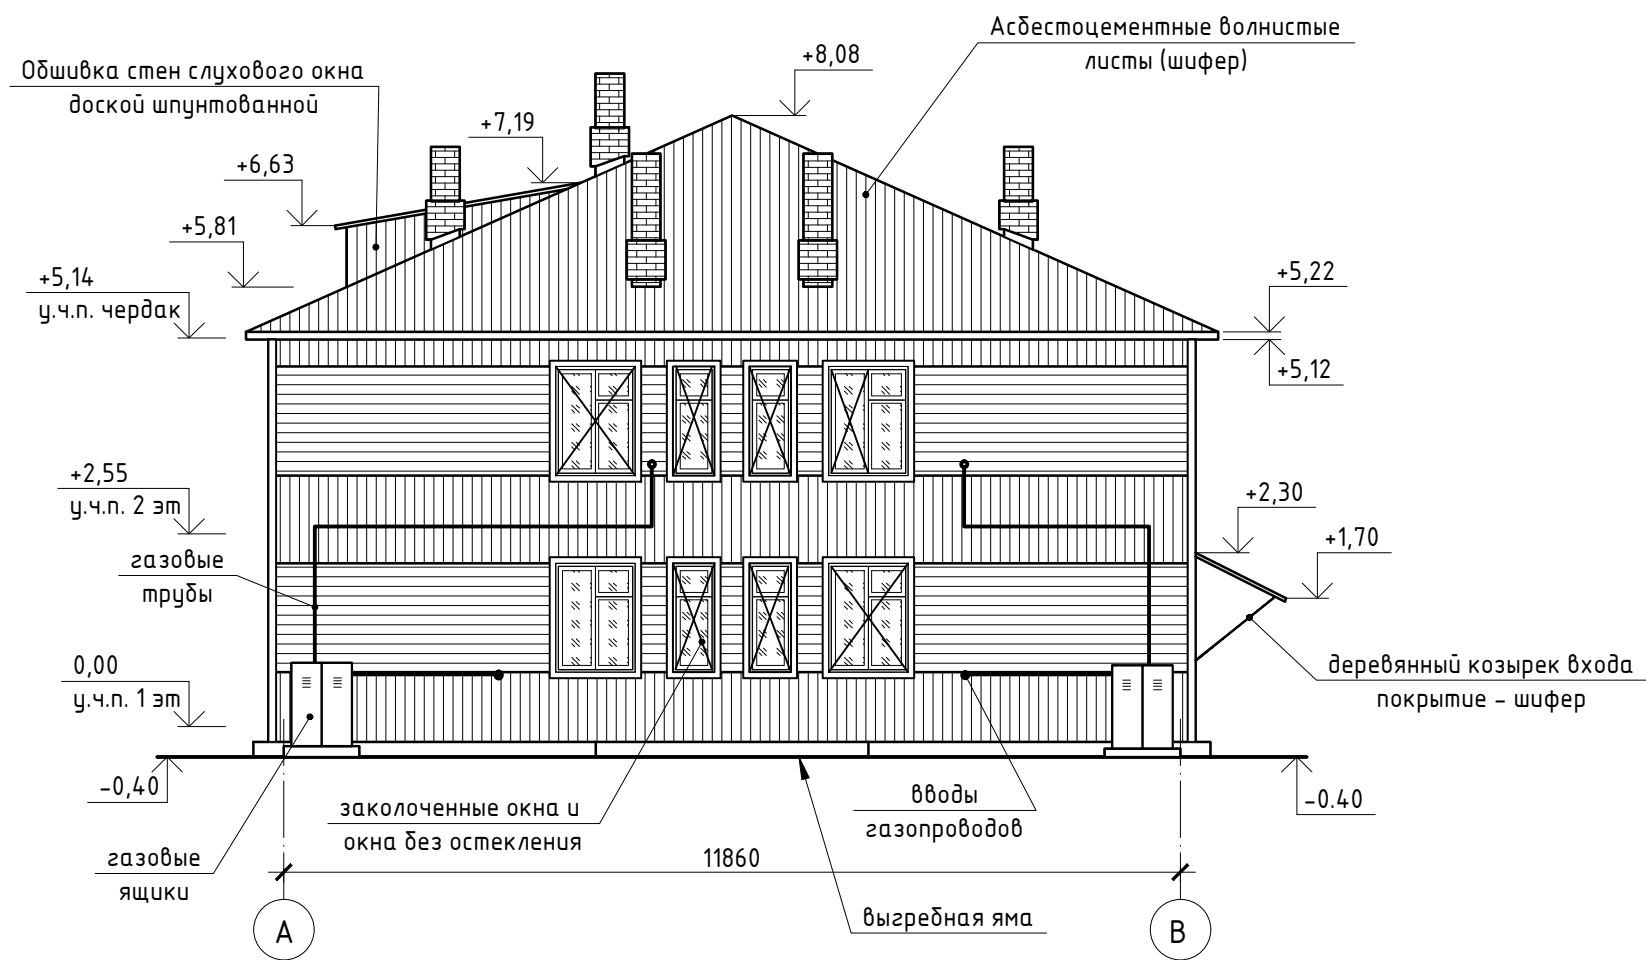 Асбестоцементные волнистые
листы (шифер)
+8,08
Обшивка стен слухового окна
доской шпунтованной
+7,19
+6,63
+5,81
+5,14
у.ч.п. чердак
+5,22
+5,12
+2,55
у.ч.п. 2 эт
+2,30
+1,70
газовые
трубы
0,00
у.ч.п. 1 эт
деревянный козырек входа
покрытие - шифер
-0,40
заколоченные окна и
окна без остекления
вводы
газопроводов
-0.40
газовые
ящики
11860
выгребная яма
А
В